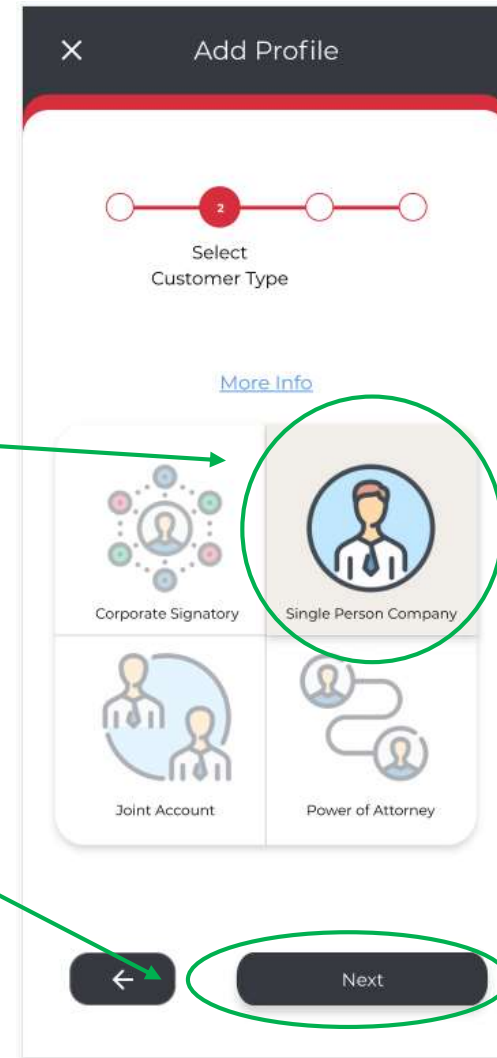 Add Profile
2
Select
Customer Type
More Info
Corporate Signatory
Single Person Company
Joint Account
Power of Attorney
Next